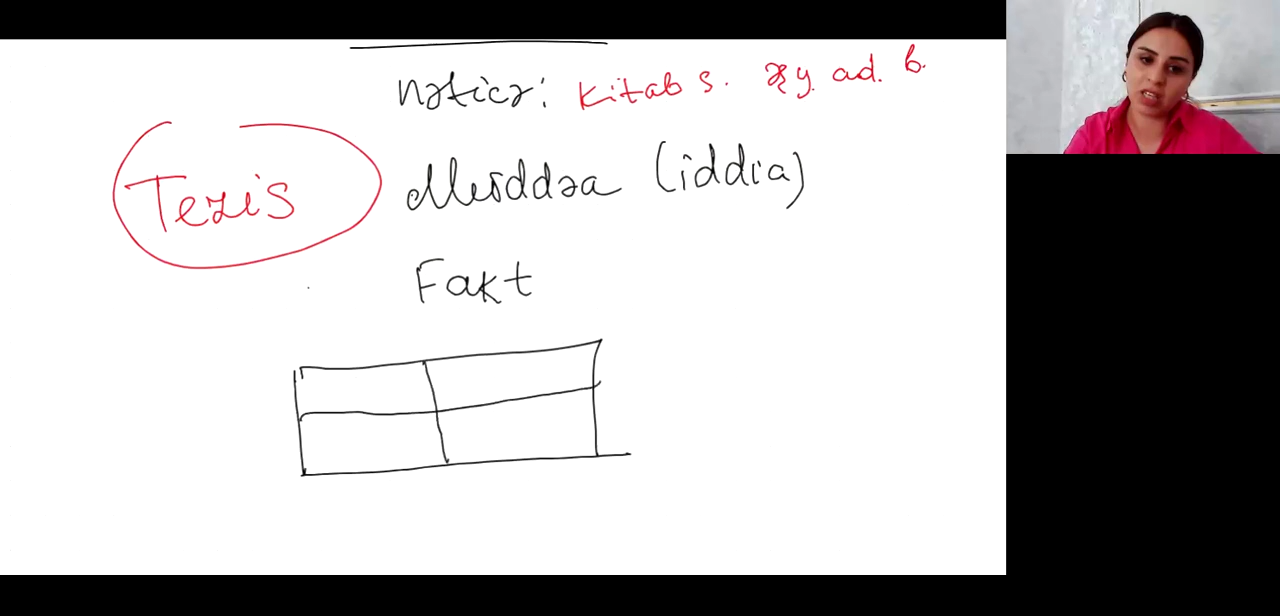 nəticə: Kitab s. əy. ad. b.
Tezis
Müddəa (iddia)
Fakt